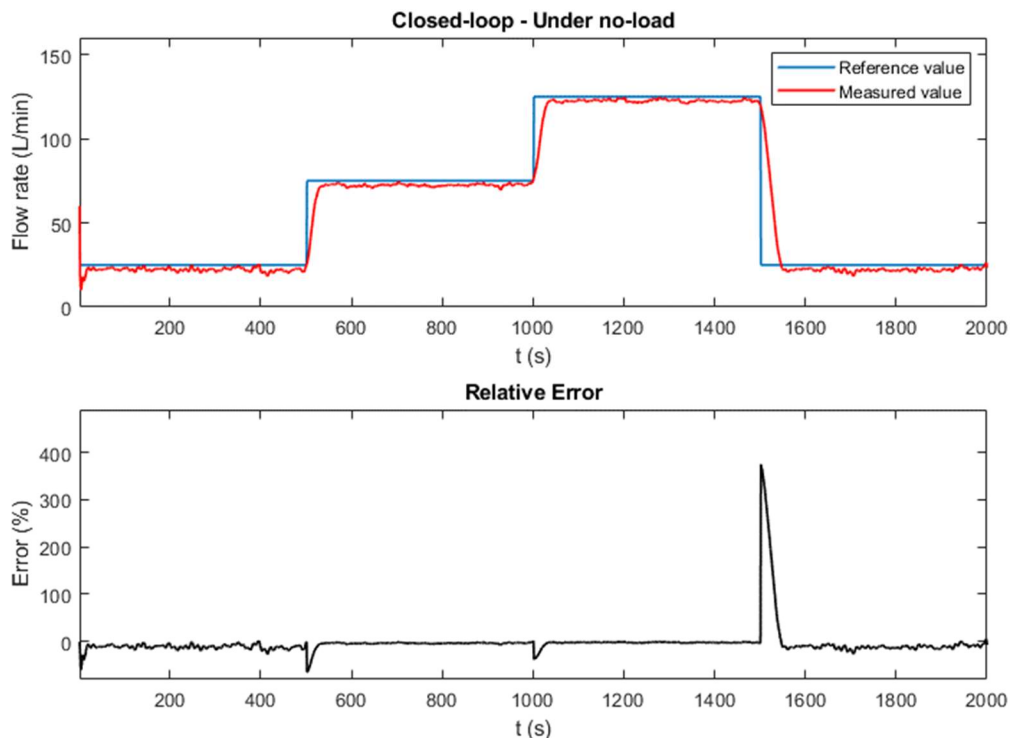 Closed-loop - Under no-load
Flow rate (L/min)
150
100
50
0
Reference value
Measured value
200 400 600 800 1000 1200 1400 1600 1800 2000
t (s)
Relative Error
Error (%)
400
300
200
100
0
200 400 600 800 1000 1200 1400 1600 1800 2000
t (s)